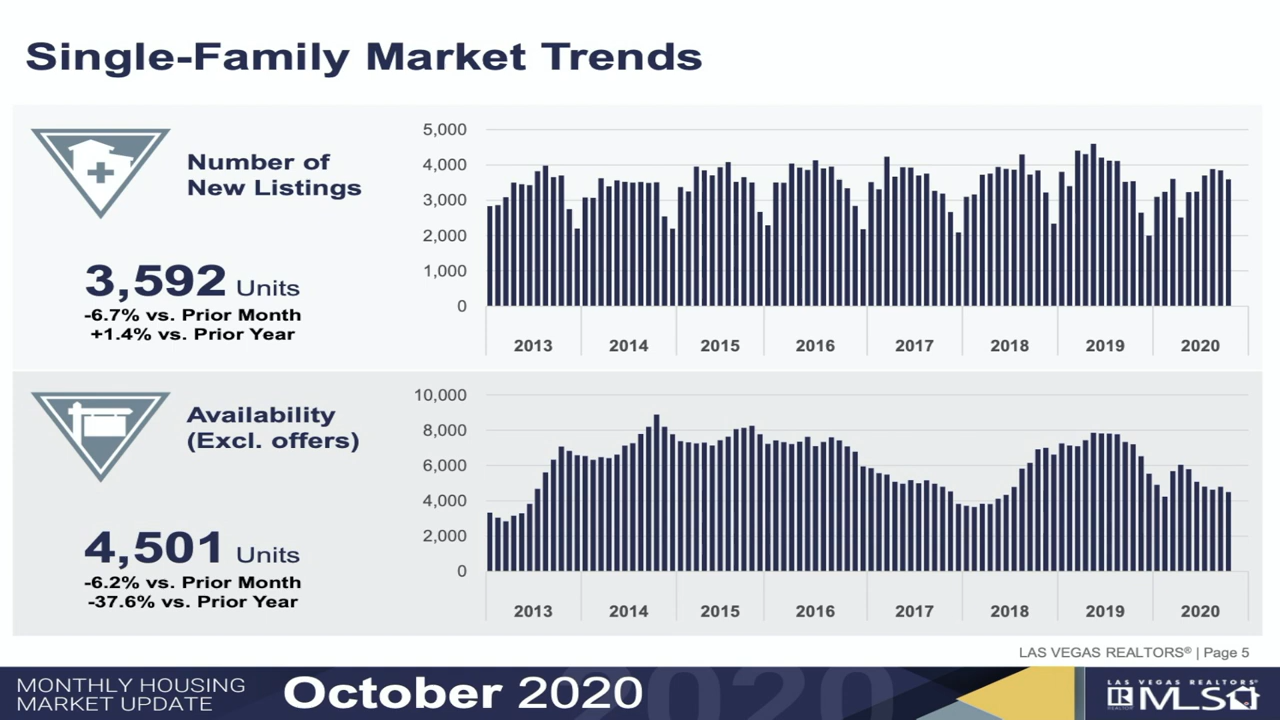 Single-Family Market Trends
Number of
New Listings
3,592 Units
-6.7% vs. Prior Month
+1.4% vs. Prior Year
5,000
4,000
3,000
2,000
1,000
0
2013 2014 2015 2016 2017 2018 2019 2020
Availability
(Excl. offers)
4,501 Units
-6.2% vs. Prior Month
-37.6% vs. Prior Year
10,000
8,000
6,000
4,000
2,000
0
2013 2014 2015 2016 2017 2018 2019 2020
LAS VEGAS REALTORS® | Page 5
MONTHLY HOUSING
MARKET UPDATE
October 2020
2020
LAS VEGAS REALTORS®
REALTOR
MLS